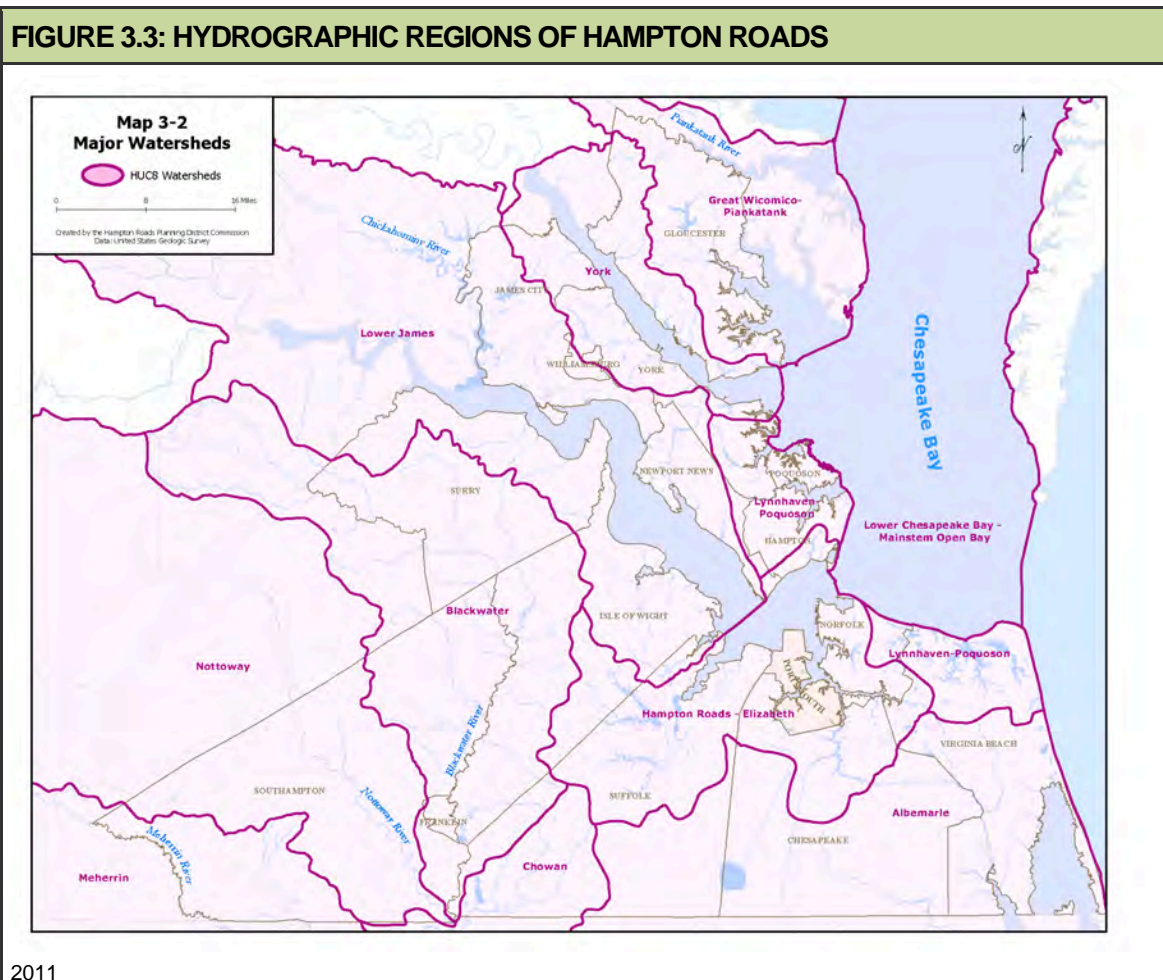 FIGURE 3.3: HYDROGRAPHIC REGIONS OF HAMPTON ROADS
Map 3-2
Major Watersheds
HUC8 Watersheds
0 8 16 Miles
Created by the Hampton Roads Planning District Commission
Data: United States Geologic Survey
N
Piankatank River
Great Wicomico-
Piankatank
GLOUCESTER
Chickahominy River
York
JAMES CITY
Lower James
WILLIAMSBURG
YORK
Chesapeake Bay
NEWPORT NEWS
POQUOSON
SURRY
Lynnhaven-
Poquoson
HAMPTON
Lower Chesapeake Bay -
Mainstem Open Bay
Blackwater
ISLE OF WIGHT
NORFOLK
Nottoway
Lynnhaven-Poquoson
PORTSMOUTH
Hampton Roads - Elizabeth
Blackwater River
VIRGINIA BEACH
SOUTHAMPTON
SUFFOLK
Nottoway River
FRANKLIN
Albemarle
CHESAPEAKE
Meherrin River
Chowan
Meherrin
2011